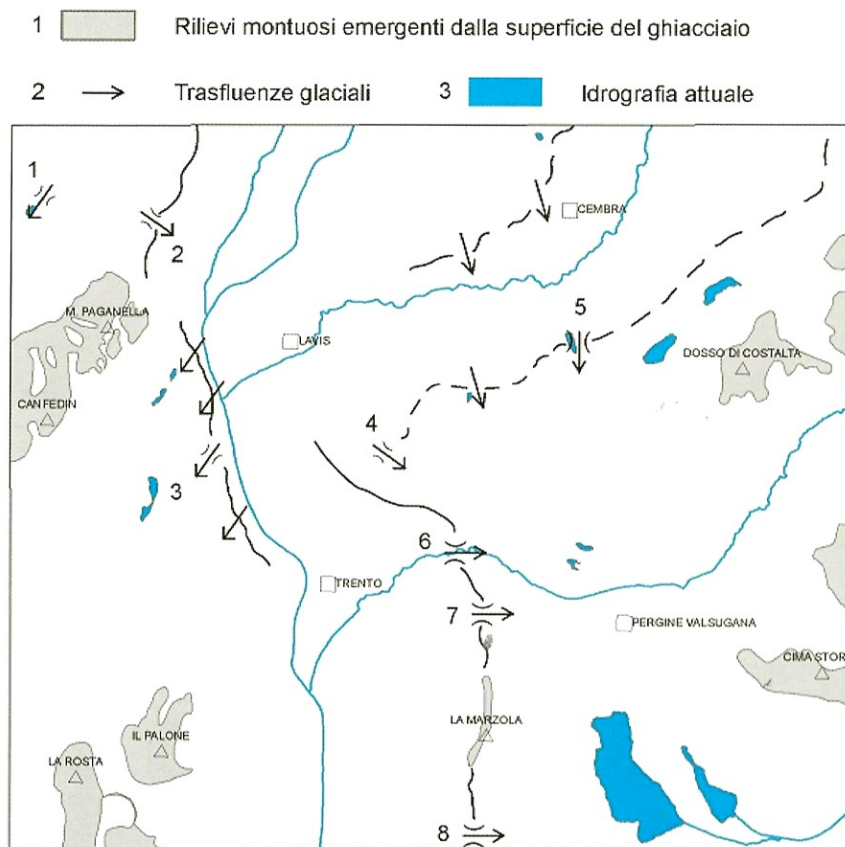 1 Rilievi montuosi emergenti dalla superficie del ghiacciaio
2 Trasfluenze glaciali 3 Idrografia attuale
1
CEMBRA
2
M. PAGANELLA
5
LAVIS
DOSSO DI COSTALTA
CANFEDIN
4
3
6
TRENTO
7
PERGINE VALSUGANA
CIMA STOR
LA MARZOLA
IL PALONE
LA ROSTA
8